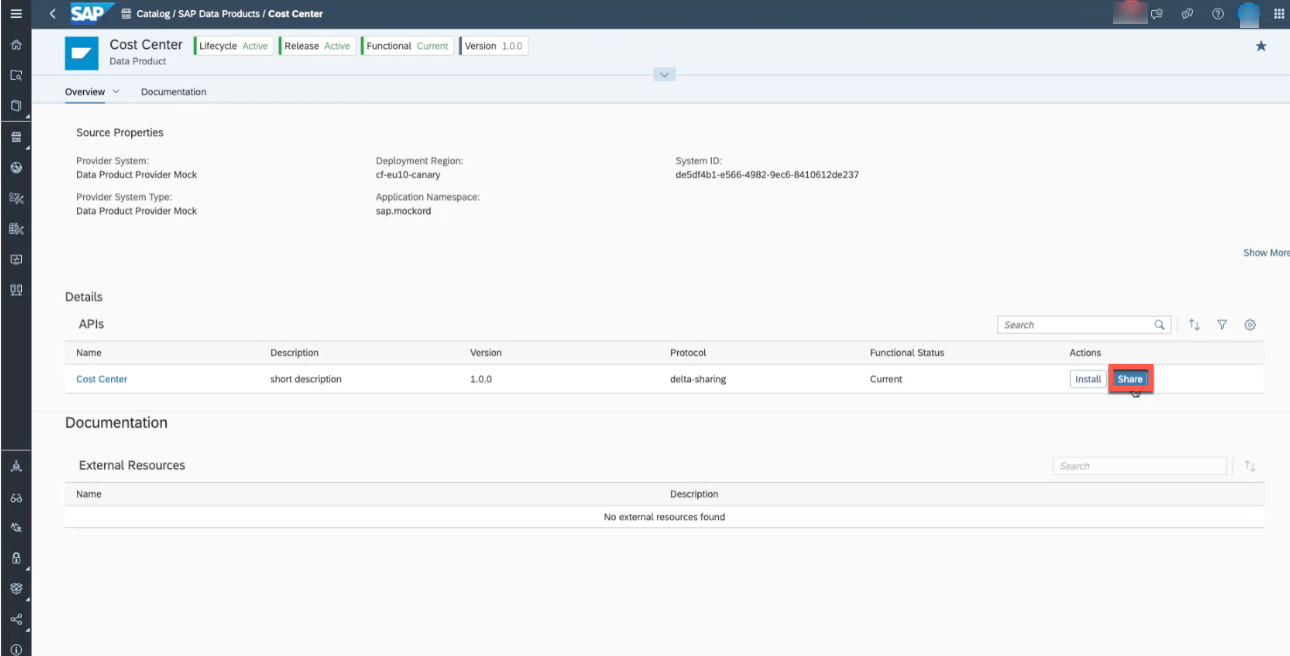 SAP Catalog / SAP Data Products / Cost Center
Cost Center Lifecycle Active Release Active Functional Current Version 1.0.0
Data Product
Overview Documentation
Source Properties
Provider System: Deployment Region: System ID:
Data Product Provider Mock cf-eu10-canary de5df4b1-e566-4982-9ec6-8410612de237
Provider System Type: Application Namespace:
Data Product Provider Mock sap.mockord
Show More
Details
APIs Search
Name Description Version Protocol Functional Status Actions
Cost Center short description 1.0.0 delta-sharing Current Install Share
Documentation
External Resources Search
Name Description
No external resources found